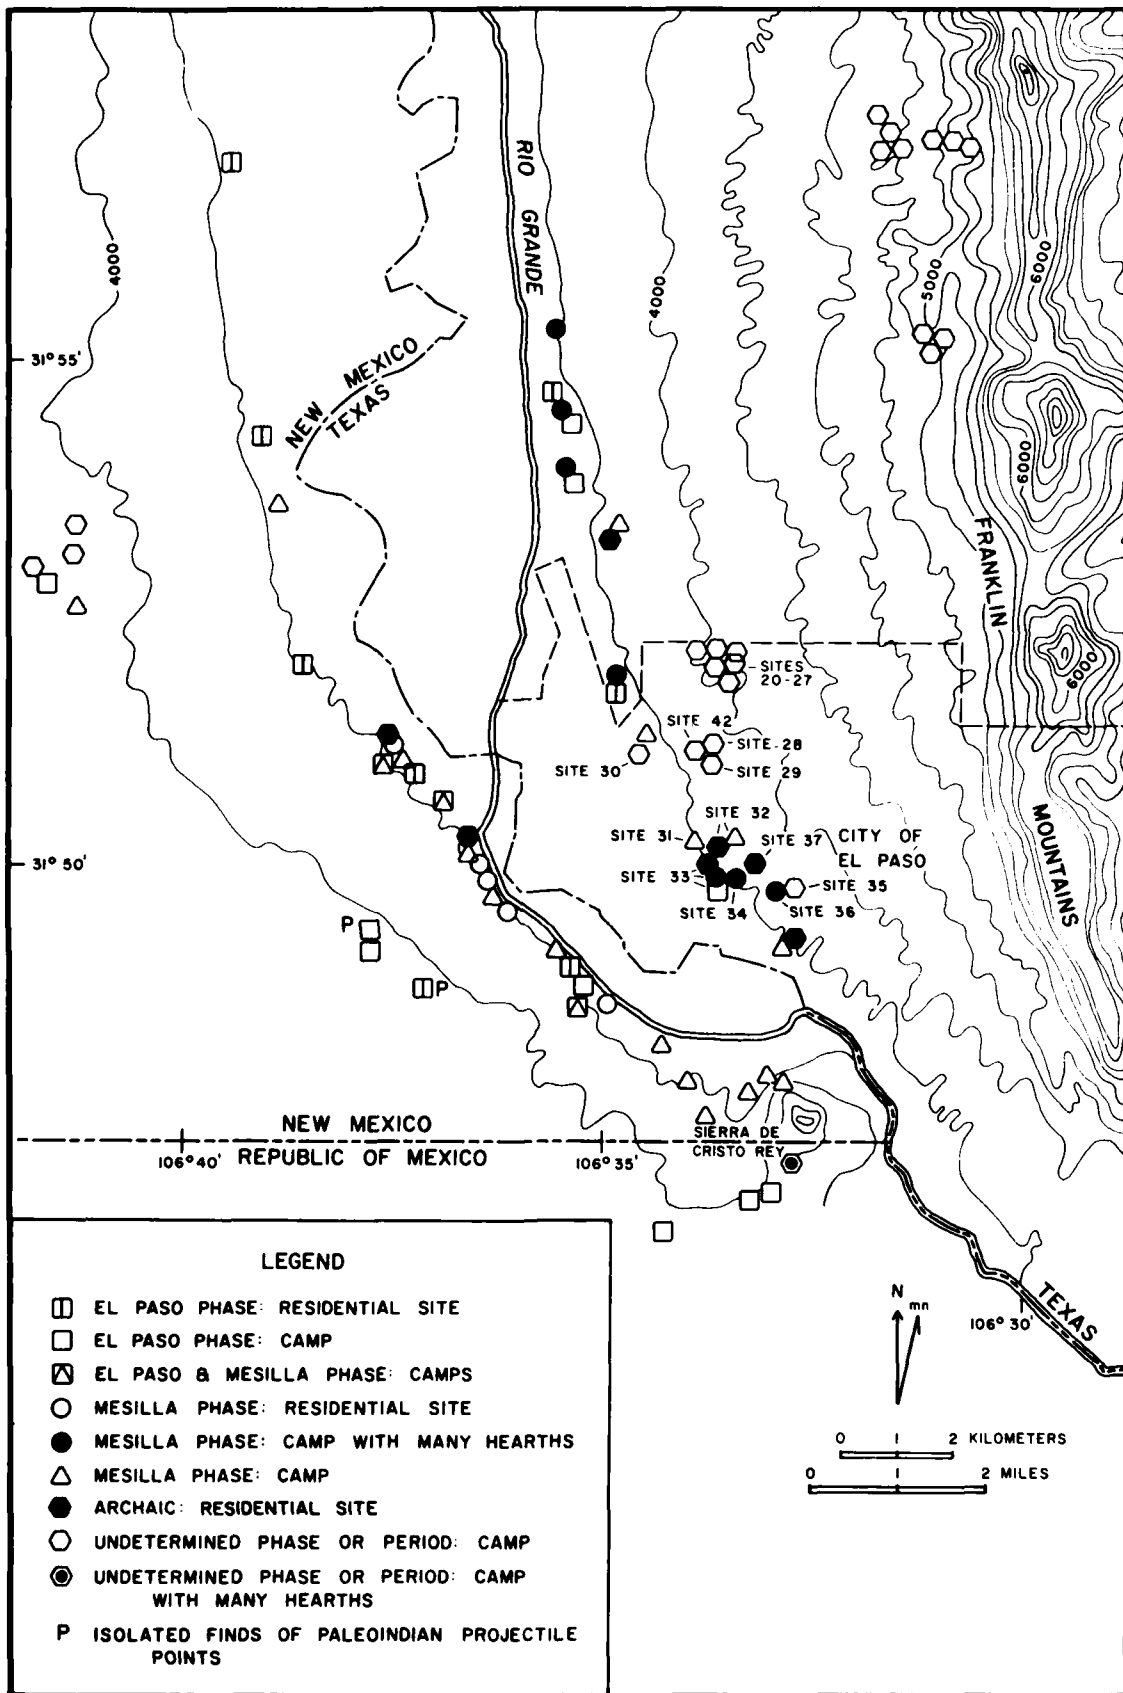 RIO GRANDE
4000
4000
5000
6000
31° 55'
NEW MEXICO
TEXAS
6000
FRANKLIN
SITES
20-27
6000
SITE 42
SITE 28
SITE 30
SITE 29
SITE 32
SITE 31
SITE 37
CITY OF
EL PASO
31° 50'
SITE 33
SITE 35
SITE 34
SITE 36
MOUNTAINS
P
P
NEW MEXICO
SIERRA DE
CRISTO REY
106° 40'
REPUBLIC OF MEXICO
106° 35'
LEGEND
EL PASO PHASE: RESIDENTIAL SITE
EL PASO PHASE: CAMP
EL PASO & MESILLA PHASE: CAMPS
MESILLA PHASE: RESIDENTIAL SITE
MESILLA PHASE: CAMP WITH MANY HEARTHS
MESILLA PHASE: CAMP
ARCHAIC: RESIDENTIAL SITE
UNDETERMINED PHASE OR PERIOD: CAMP
UNDETERMINED PHASE OR PERIOD: CAMP
WITH MANY HEARTHS
P ISOLATED FINDS OF PALEOINDIAN PROJECTILE
POINTS
N
mn
TEXAS
106° 30'
0 1 2 KILOMETERS
0 1 2 MILES